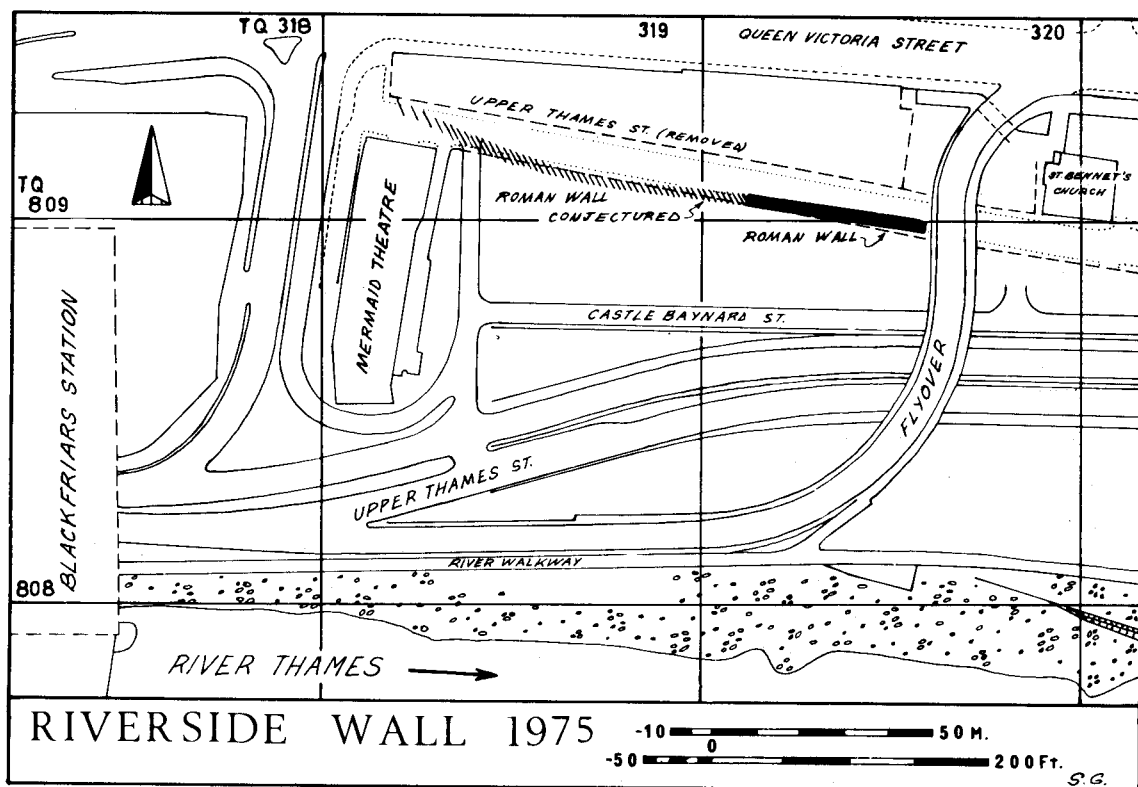 TQ 318
319
QUEEN VICTORIA STREET
320
UPPER THAMES ST. (REMOVED)
TQ
809
ROMAN WALL
CONJECTURED
ROMAN WALL
ST. BENNET'S
CHURCH
MERMAID THEATRE
CASTLE BAYNARD ST.
BLACKFRIARS STATION
FLYOVER
UPPER THAMES ST.
RIVER WALKWAY
808
RIVER THAMES
RIVERSIDE WALL 1975
-10 50 M.
0
-50 200 Ft.
S.G.